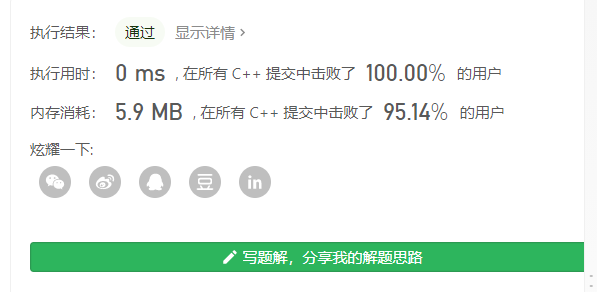 执行结果： 通过 显示详情 >
执行用时： 0 ms , 在所有 C++ 提交中击败了 100.00% 的用户
内存消耗： 5.9 MB , 在所有 C++ 提交中击败了 95.14% 的用户
炫耀一下:
豆 in
写题解，分享我的解题思路